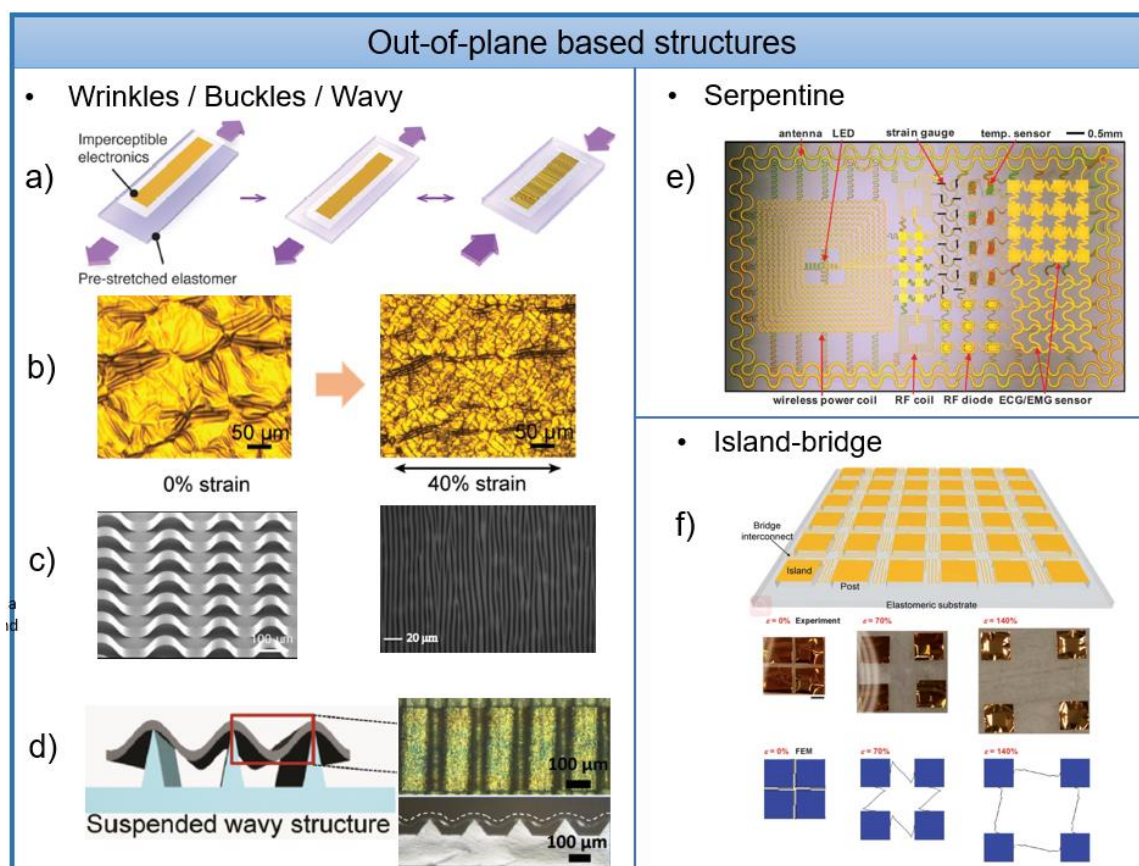 Out-of-plane based structures
• Wrinkles / Buckles / Wavy
a)
Imperceptible
electronics
Pre-stretched elastomer
b)
50 µm
50 µm
0% strain
40% strain
c)
100 µm
20 µm
a
nd
d)
Suspended wavy structure
100 µm
100 µm
• Serpentine
e)
antenna LED strain gauge temp. sensor 0.5mm
wireless power coil RF coil RF diode ECG/EMG sensor
• Island-bridge
f)
Bridge
interconnect
Island
Post
Elastomeric substrate
ε = 0% Experiment
ε = 70%
ε = 140%
ε = 0% FEM
ε = 70%
ε = 140%